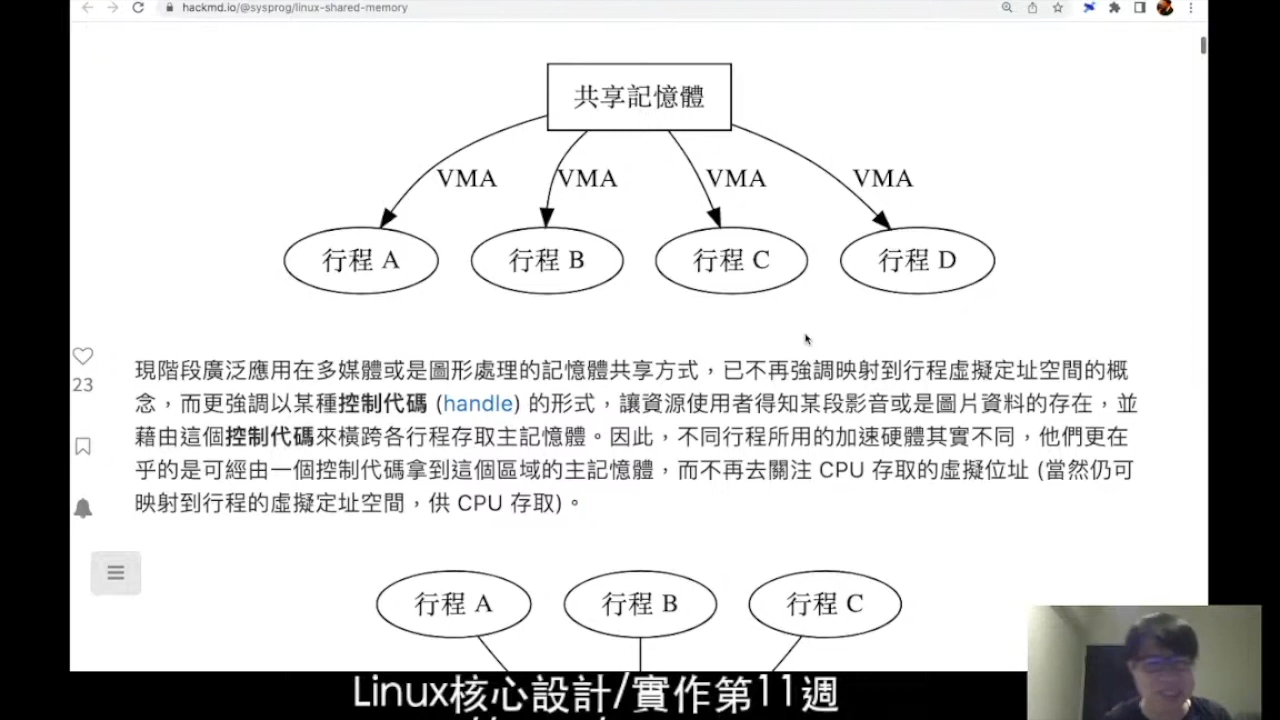 hackmd.io/@sysprog/linux-shared-memory
共享記憶體
VMA VMA VMA VMA
行程 A 行程 B 行程 C 行程 D
現階段廣泛應用在多媒體或是圖形處理的記憶體共享方式，已不再強調映射到行程虛擬定址空間的概
23
念，而更強調以某種控制代碼 (handle) 的形式，讓資源使用者得知某段影音或是圖片資料的存在，並
藉由這個控制代碼來橫跨各行程存取主記憶體。因此，不同行程所用的加速硬體其實不同，他們更在
乎的是可經由一個控制代碼拿到這個區域的主記憶體，而不再去關注 CPU 存取的虛擬位址 (當然仍可
映射到行程的虛擬定址空間，供 CPU 存取)。
行程 A 行程 B 行程 C
Linux核心設計/實作第11週